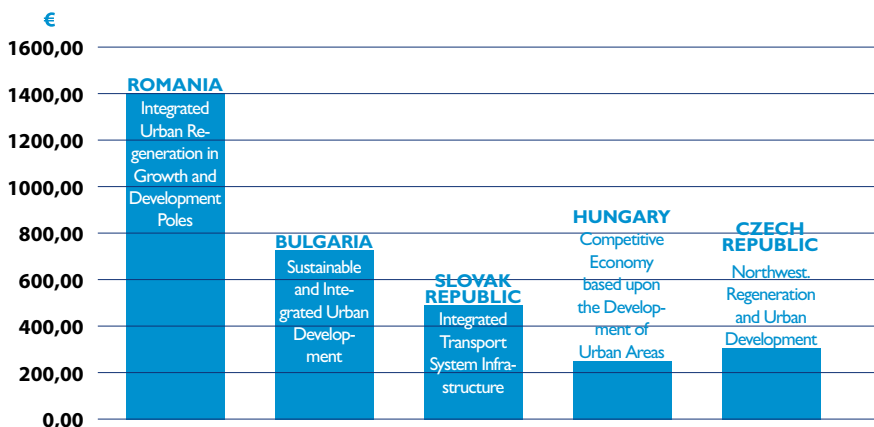 €
1600,00
1400,00
1200,00
1000,00
800,00
600,00
400,00
200,00
0,00
ROMANIA
Integrated
Urban Re-
generation in
Growth and
Development
Poles
BULGARIA
Sustainable
and Inte-
grated Urban
Develop-
ment
SLOVAK
REPUBLIC
Integrated
Transport
System Infra-
structure
HUNGARY
Competitive
Economy
based upon
the Develop-
ment of
Urban Areas
CZECH
REPUBLIC
Northwest.
Regeneration
and Urban
Development